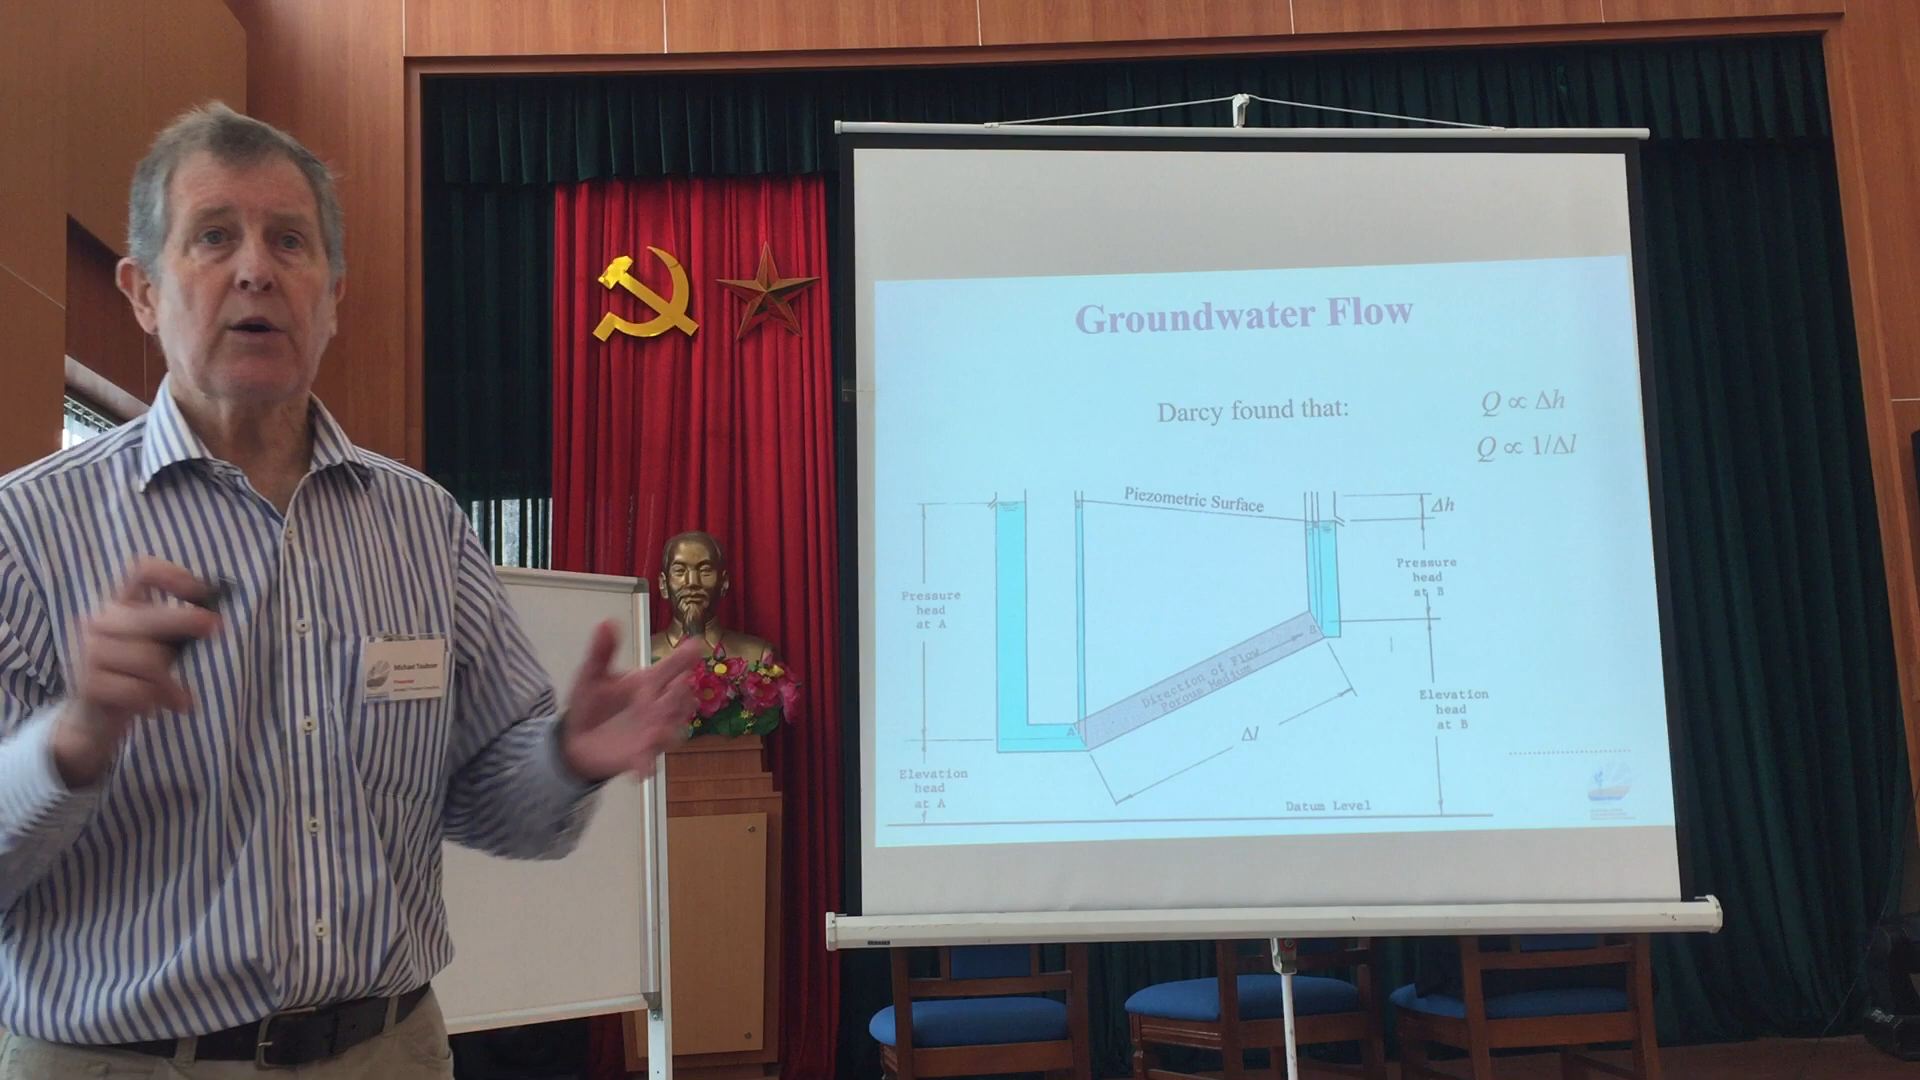 Groundwater Flow
Darcy found that:
Q ∝ Δh
Q ∝ 1/Δl
Piezometric Surface
Δh
Pressure
head
at A
Pressure
head
at B
Direction of Flow
Porous Medium
A
B
Δl
Elevation
head
at A
Elevation
head
at B
Datum Level
Michael